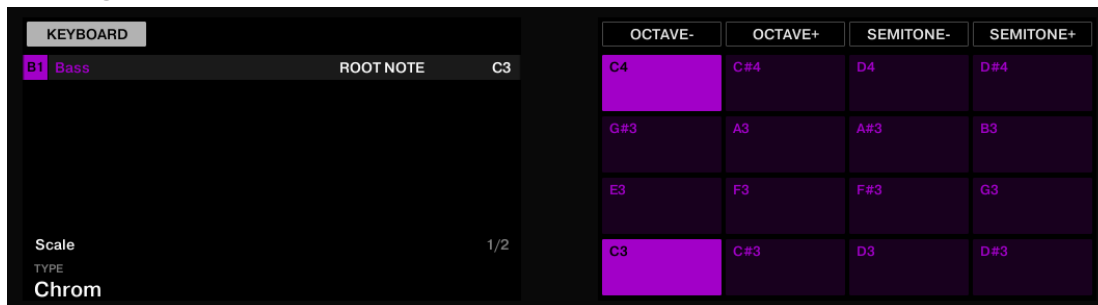 KEYBOARD
B1 Bass ROOT NOTE C3
Scale 1/2
TYPE
Chrom
OCTAVE- OCTAVE+ SEMITONE- SEMITONE+
C4 C#4 D4 D#4
G#3 A3 A#3 B3
E3 F3 F#3 G3
C3 C#3 D3 D#3